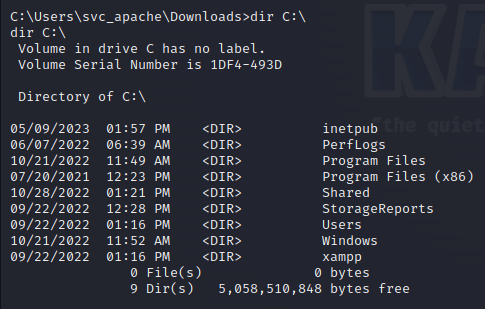 C:\Users\svc_apache\Downloads>dir C:\
dir C:\
 Volume in drive C has no label.
 Volume Serial Number is 1DF4-493D

 Directory of C:\

05/09/2023  01:57 PM    <DIR>          inetpub
06/07/2022  06:39 AM    <DIR>          PerfLogs
10/21/2022  11:49 AM    <DIR>          Program Files
07/20/2021  12:23 PM    <DIR>          Program Files (x86)
10/28/2022  01:21 PM    <DIR>          Shared
09/22/2022  12:28 PM    <DIR>          StorageReports
09/22/2022  01:16 PM    <DIR>          Users
10/21/2022  11:52 AM    <DIR>          Windows
09/22/2022  01:16 PM    <DIR>          xampp
               0 File(s)              0 bytes
               9 Dir(s)   5,058,510,848 bytes free
KA
"the quiet